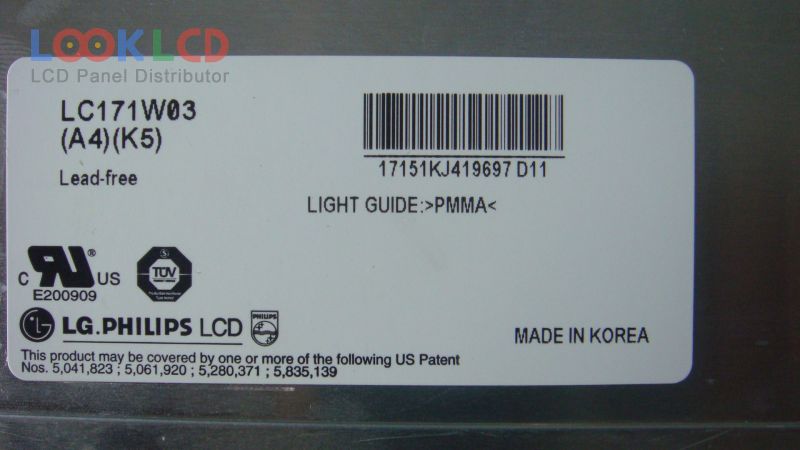 LOOKLCD
LCD Panel Distributor
LC171W03
(A4)(K5)
Lead-free
17151KJ419697 D11
LIGHT GUIDE:>PMMA<
C RU® US
E200909
S
TÜV
LG.PHILIPS LCD PHILIPS
MADE IN KOREA
This product may be covered by one or more of the following US Patent
Nos. 5,041,823 ; 5,061,920 ; 5,280,371 ; 5,835,139